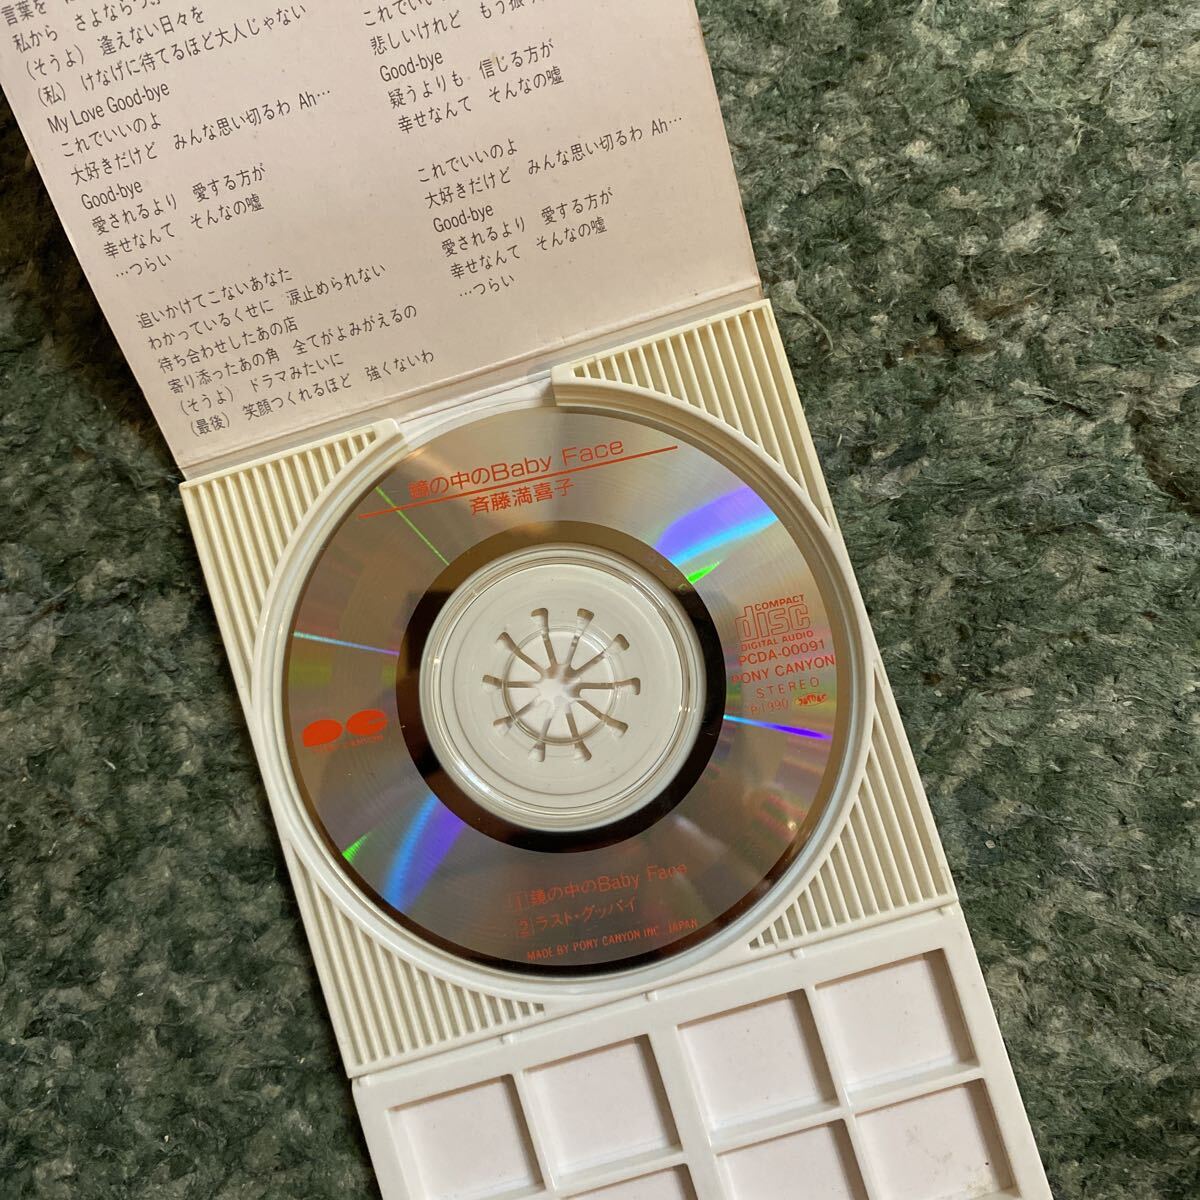 言葉を
私から さよなら
(そうよ) 逢えない日々を
(私) けなげに待てるほど大人じゃない
My Love Good-bye
これでいいのよ
大好きだけど みんな思い切るわ Ah…
Good-bye
愛されるより 愛する方が
幸せなんて そんなの嘘
…つらい
追いかけてこないあなた
わかっているくせに 涙止められない
待ち合わせしたあの店
寄り添ったあの角 全てがよみがえるの
(そうよ) ドラマみたいに
(最後) 笑顔つくれるほど 強くないわ
これでいい
悲しいけれど もう振り
Good-bye
疑うよりも 信じる方が
幸せなんて そんなの嘘
これでいいのよ
大好きだけど みんな思い切るわ Ah…
Good-bye
愛されるより 愛する方が
幸せなんて そんなの嘘
…つらい
鏡の中のBaby Face
斉藤満喜子
COMPACT
disc
DIGITAL AUDIO
PCDA-00091
PONY CANYON
STEREO
℗1990
PONY CANYON
1 鏡の中のBaby Face
2 ラスト・グッバイ
MADE BY PONY CANYON INC. JAPAN